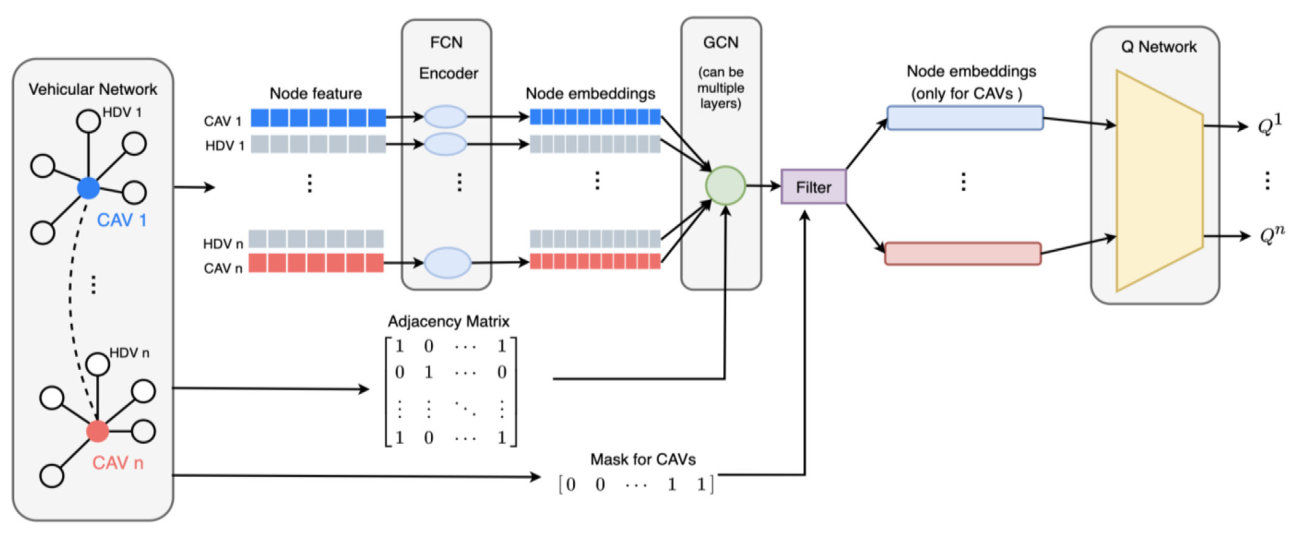 Vehicular Network
HDV 1
CAV 1
⋮
HDV n
CAV n
Node feature
CAV 1
HDV 1
⋮
HDV n
CAV n
FCN
Encoder
⋮
Node embeddings
⋮
GCN
(can be
multiple
layers)
Adjacency Matrix
1 0 ⋯ 1
0 1 ⋯ 0
⋮ ⋮ ⋱ ⋮
1 0 ⋯ 1
Mask for CAVs
[0 0 ⋯ 1 1]
Filter
Node embeddings
(only for CAVs )
⋮
Q Network
Q^1
⋮
Q^n